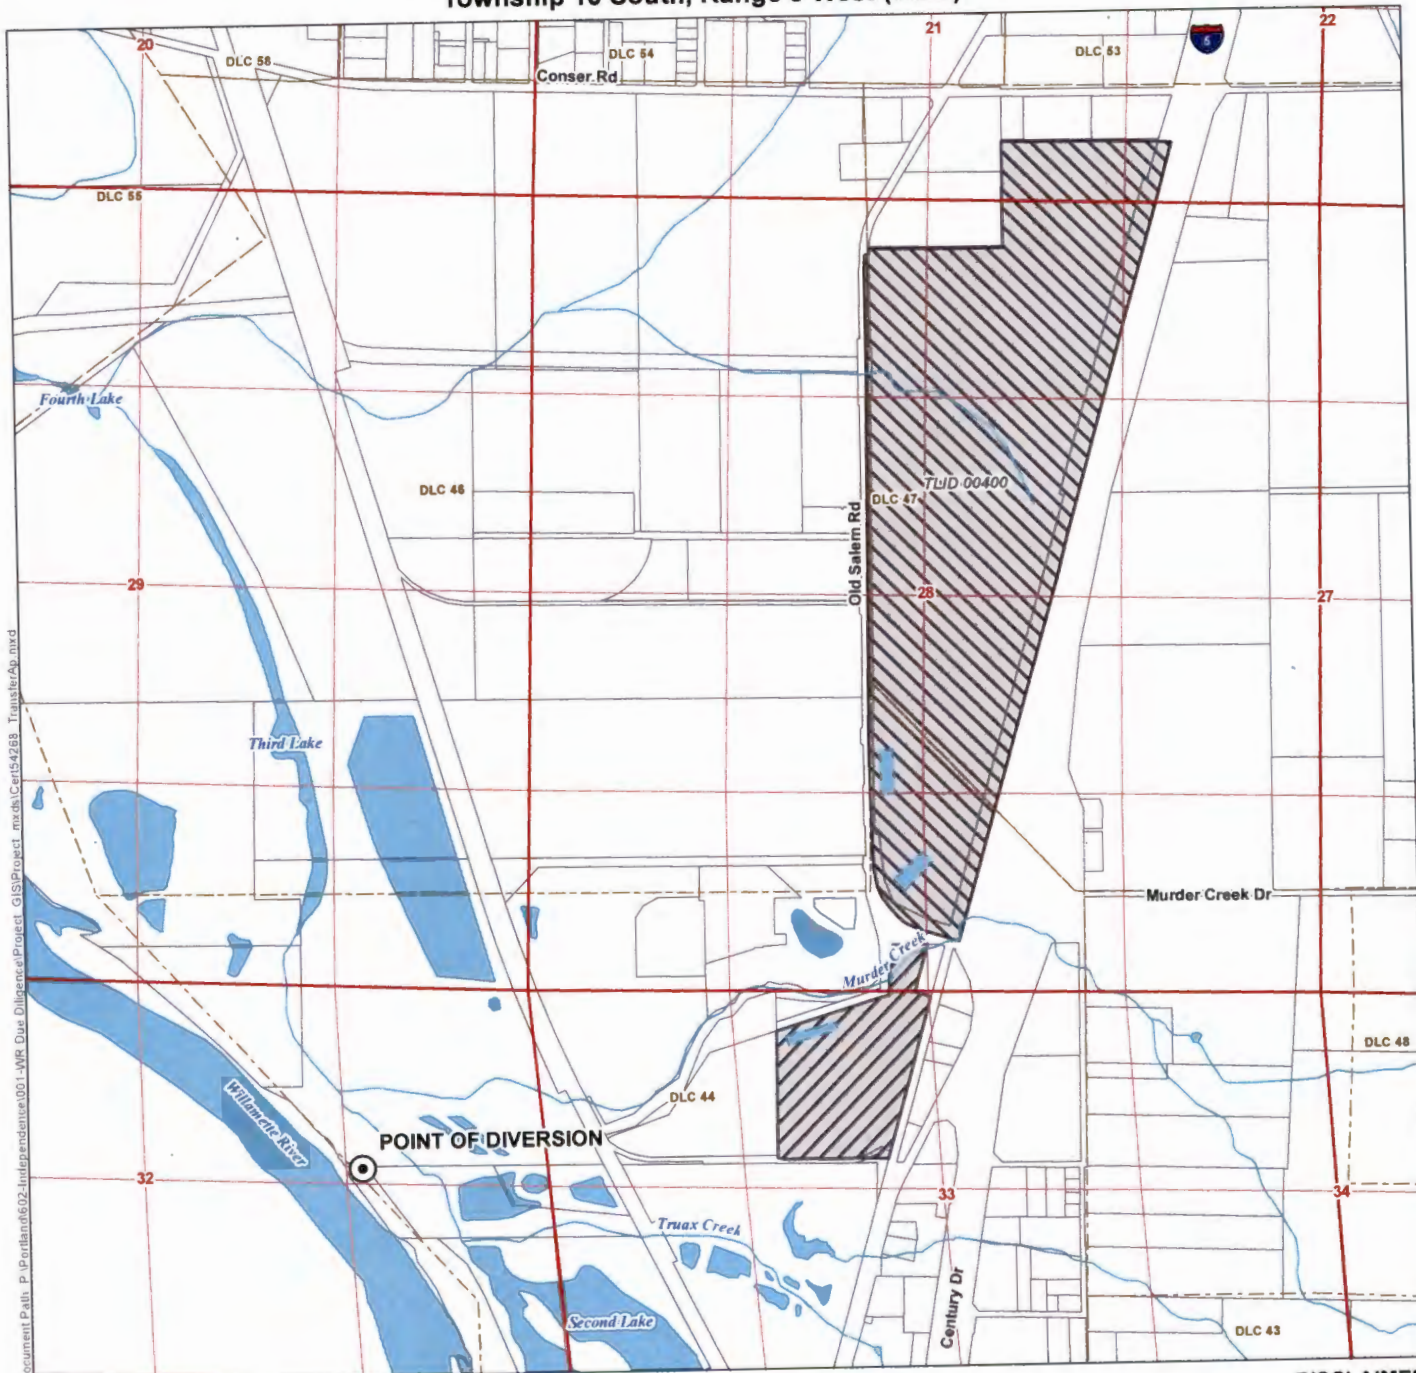 20
DLC 58
DLC 54
Conser Rd
21
DLC 53
5
22
DLC 55
Fourth Lake
DLC 46
Old Salem Rd
DLC 47
TLID 00400
29
28
27
Third Lake
Murder Creek Dr
Murder Creek
DLC 48
DLC 44
Willamette River
POINT OF DIVERSION
32
33
34
Truax Creek
Second Lake
Century Dr
DLC 43